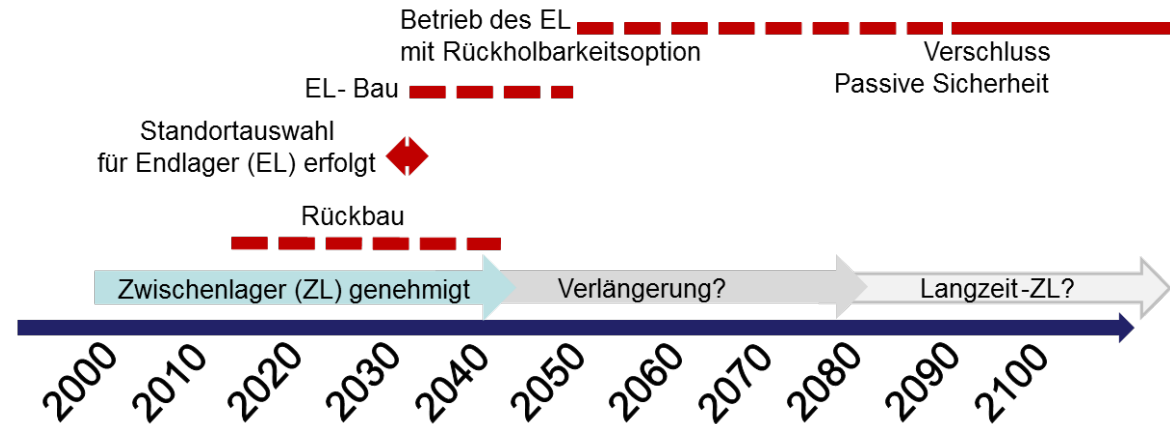 Betrieb des EL
mit Rückholbarkeitsoption
Verschluss
Passive Sicherheit
EL- Bau
Standortauswahl
für Endlager (EL) erfolgt
Rückbau
Zwischenlager (ZL) genehmigt
Verlängerung?
Langzeit-ZL?
2000
2010
2020
2030
2040
2050
2060
2070
2080
2090
2100